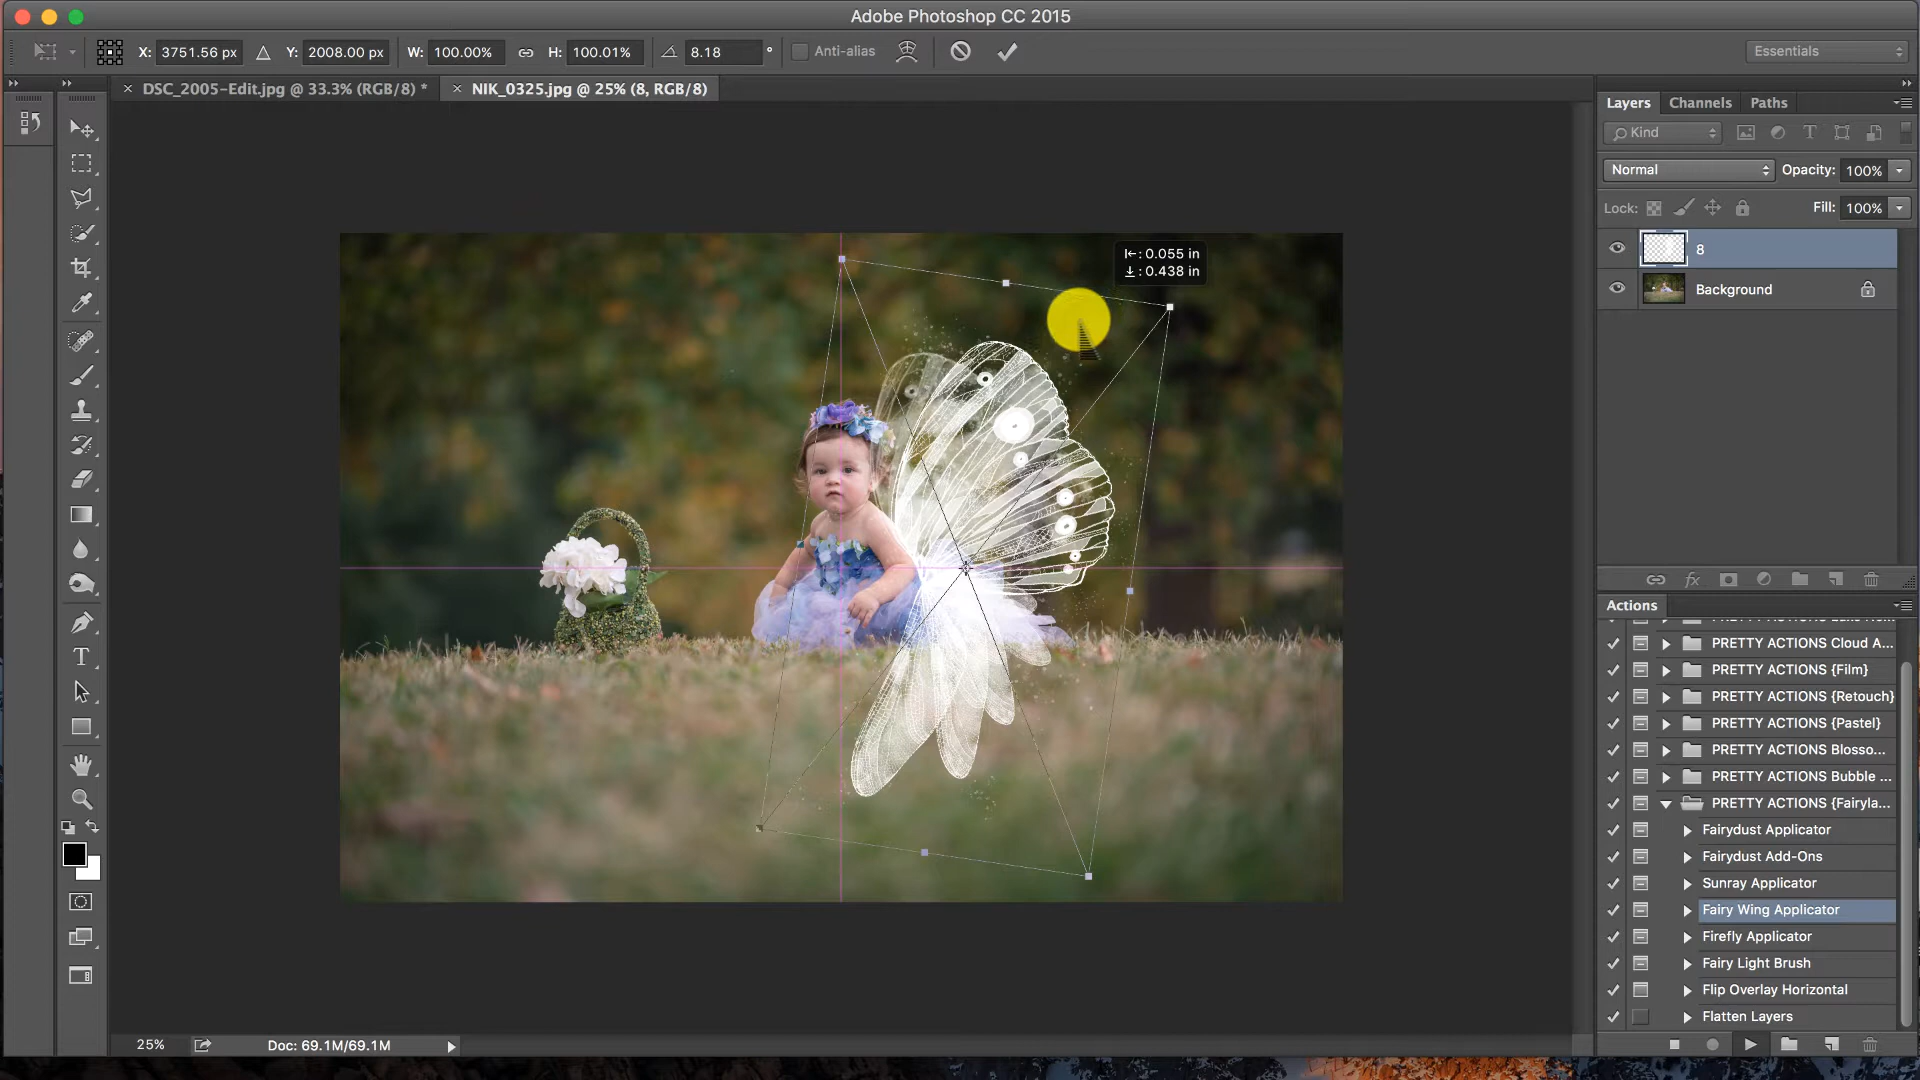 Adobe Photoshop CC 2015
X: 3751.56 px Y: 2008.00 px W: 100.00% H: 100.01% 8.18 ° Anti-alias Essentials
DSC_2005-Edit.jpg @ 33.3% (RGB/8) *
NIK_0325.jpg @ 25% (8, RGB/8)
Layers Channels Paths
Kind
Normal Opacity: 100%
Lock: Fill: 100%
8
Background
: 0.055 in
: 0.438 in
Actions
PRETTY ACTIONS Cloud A...
PRETTY ACTIONS {Film}
PRETTY ACTIONS {Retouch}
PRETTY ACTIONS {Pastel}
PRETTY ACTIONS Blosso...
PRETTY ACTIONS Bubble ...
PRETTY ACTIONS {Fairyla...
Fairydust Applicator
Fairydust Add-Ons
Sunray Applicator
Fairy Wing Applicator
Firefly Applicator
Fairy Light Brush
Flip Overlay Horizontal
Flatten Layers
25% Doc: 69.1M/69.1M